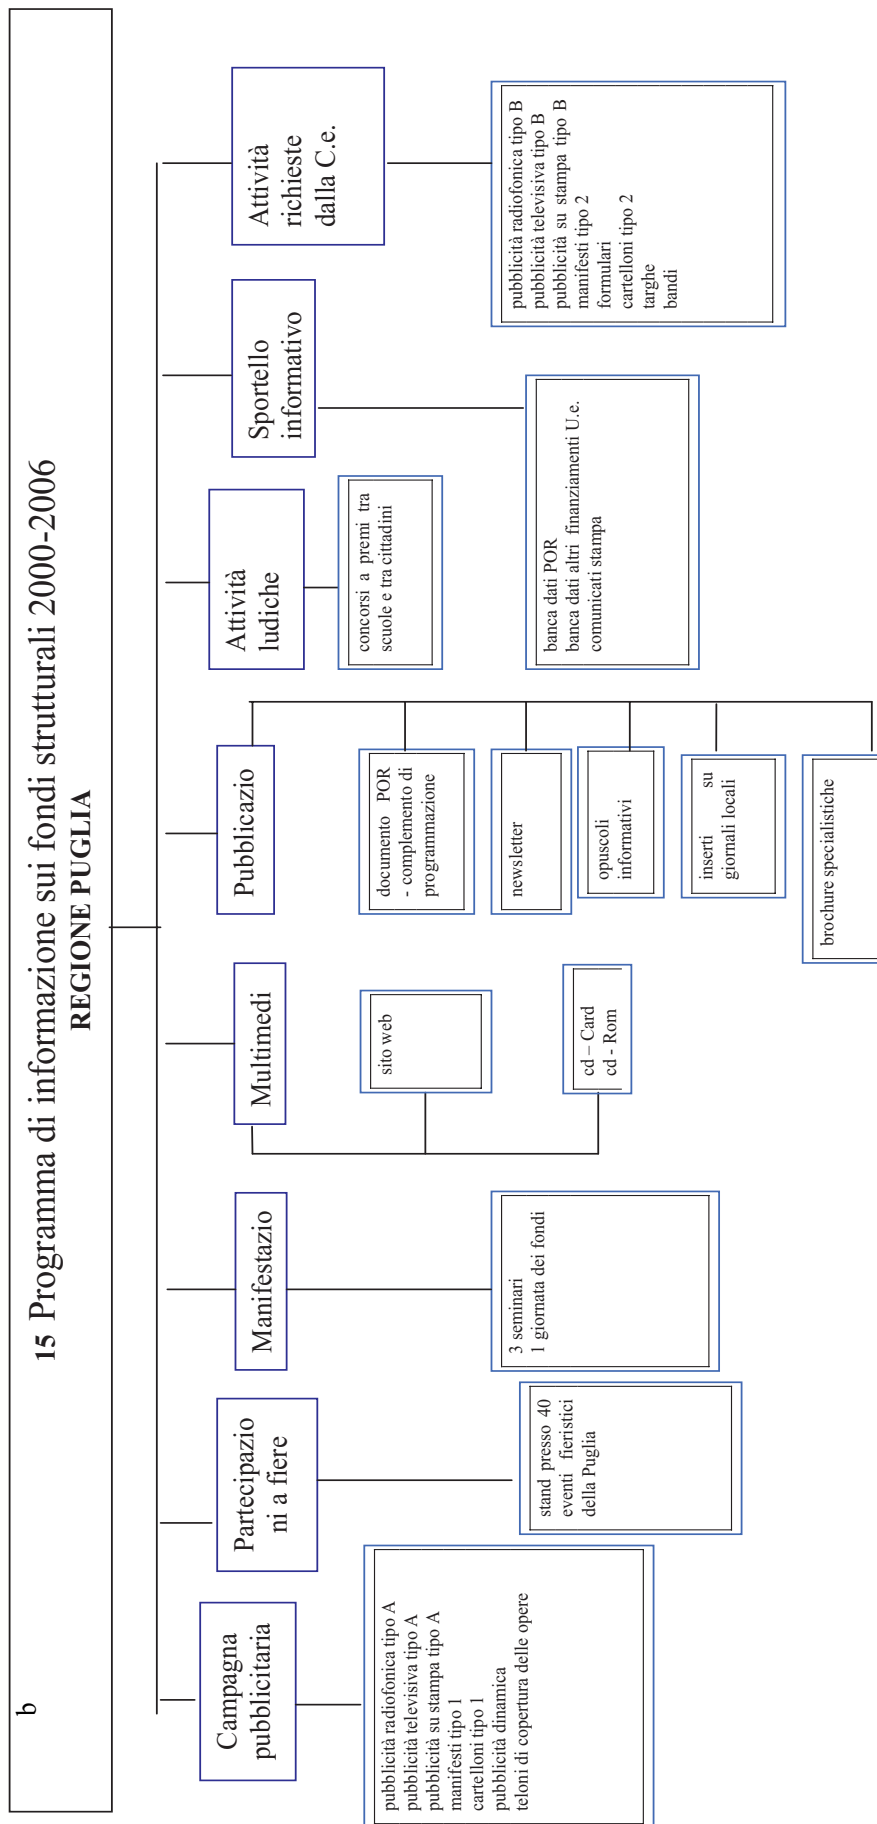 b
15 Programma di informazione sui fondi strutturali 2000-2006
REGIONE PUGLIA
Campagna
pubblicitaria
pubblicità radiofonica tipo A
pubblicità televisiva tipo A
pubblicità su stampa tipo A
manifesti tipo 1
cartelloni tipo 1
pubblicità dinamica
teloni di copertura delle opere
Partecipazio
ni a fiere
stand presso 40
eventi fieristici
della Puglia
Manifestazio
3 seminari
1 giornata dei fondi
Multimedi
sito web
cd – Card
cd - Rom
Pubblicazio
documento POR
- complemento di
programmazione
newsletter
opuscoli
informativi
inserti su
giornali locali
brochure specialistiche
Attività
ludiche
concorsi a premi tra
scuole e tra cittadini
Sportello
informativo
banca dati POR
banca dati altri finanziamenti U.e.
comunicati stampa
Attività
richieste
dalla C.e.
pubblicità radiofonica tipo B
pubblicità televisiva tipo B
pubblicità su stampa tipo B
manifesti tipo 2
formulari
cartelloni tipo 2
targhe
bandi